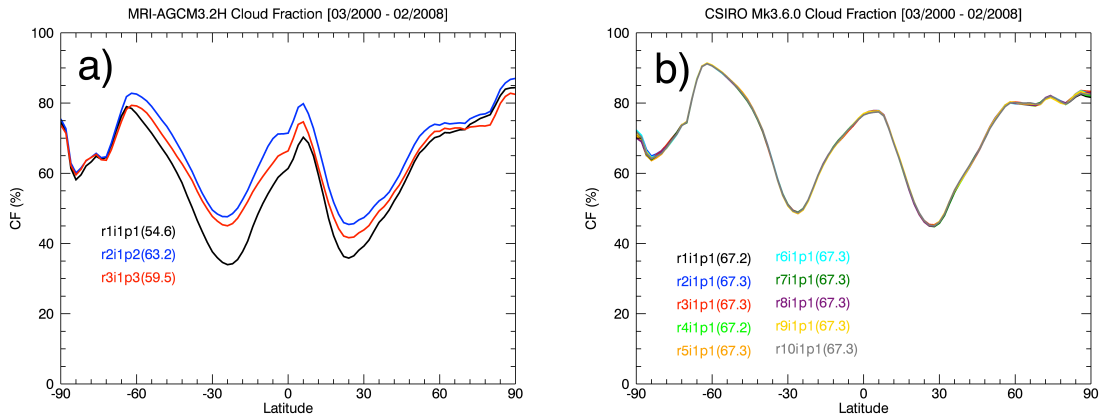 MRI-AGCM3.2H Cloud Fraction [03/2000 - 02/2008]
a)
100
80
60
40
20
0
CF (%)
r1i1p1(54.6)
r2i1p2(63.2)
r3i1p3(59.5)
-90 -60 -30 0 30 60 90
Latitude
CSIRO Mk3.6.0 Cloud Fraction [03/2000 - 02/2008]
b)
100
80
60
40
20
0
CF (%)
r1i1p1(67.2) r6i1p1(67.3)
r2i1p1(67.3) r7i1p1(67.3)
r3i1p1(67.3) r8i1p1(67.3)
r4i1p1(67.2) r9i1p1(67.3)
r5i1p1(67.3) r10i1p1(67.3)
-90 -60 -30 0 30 60 90
Latitude